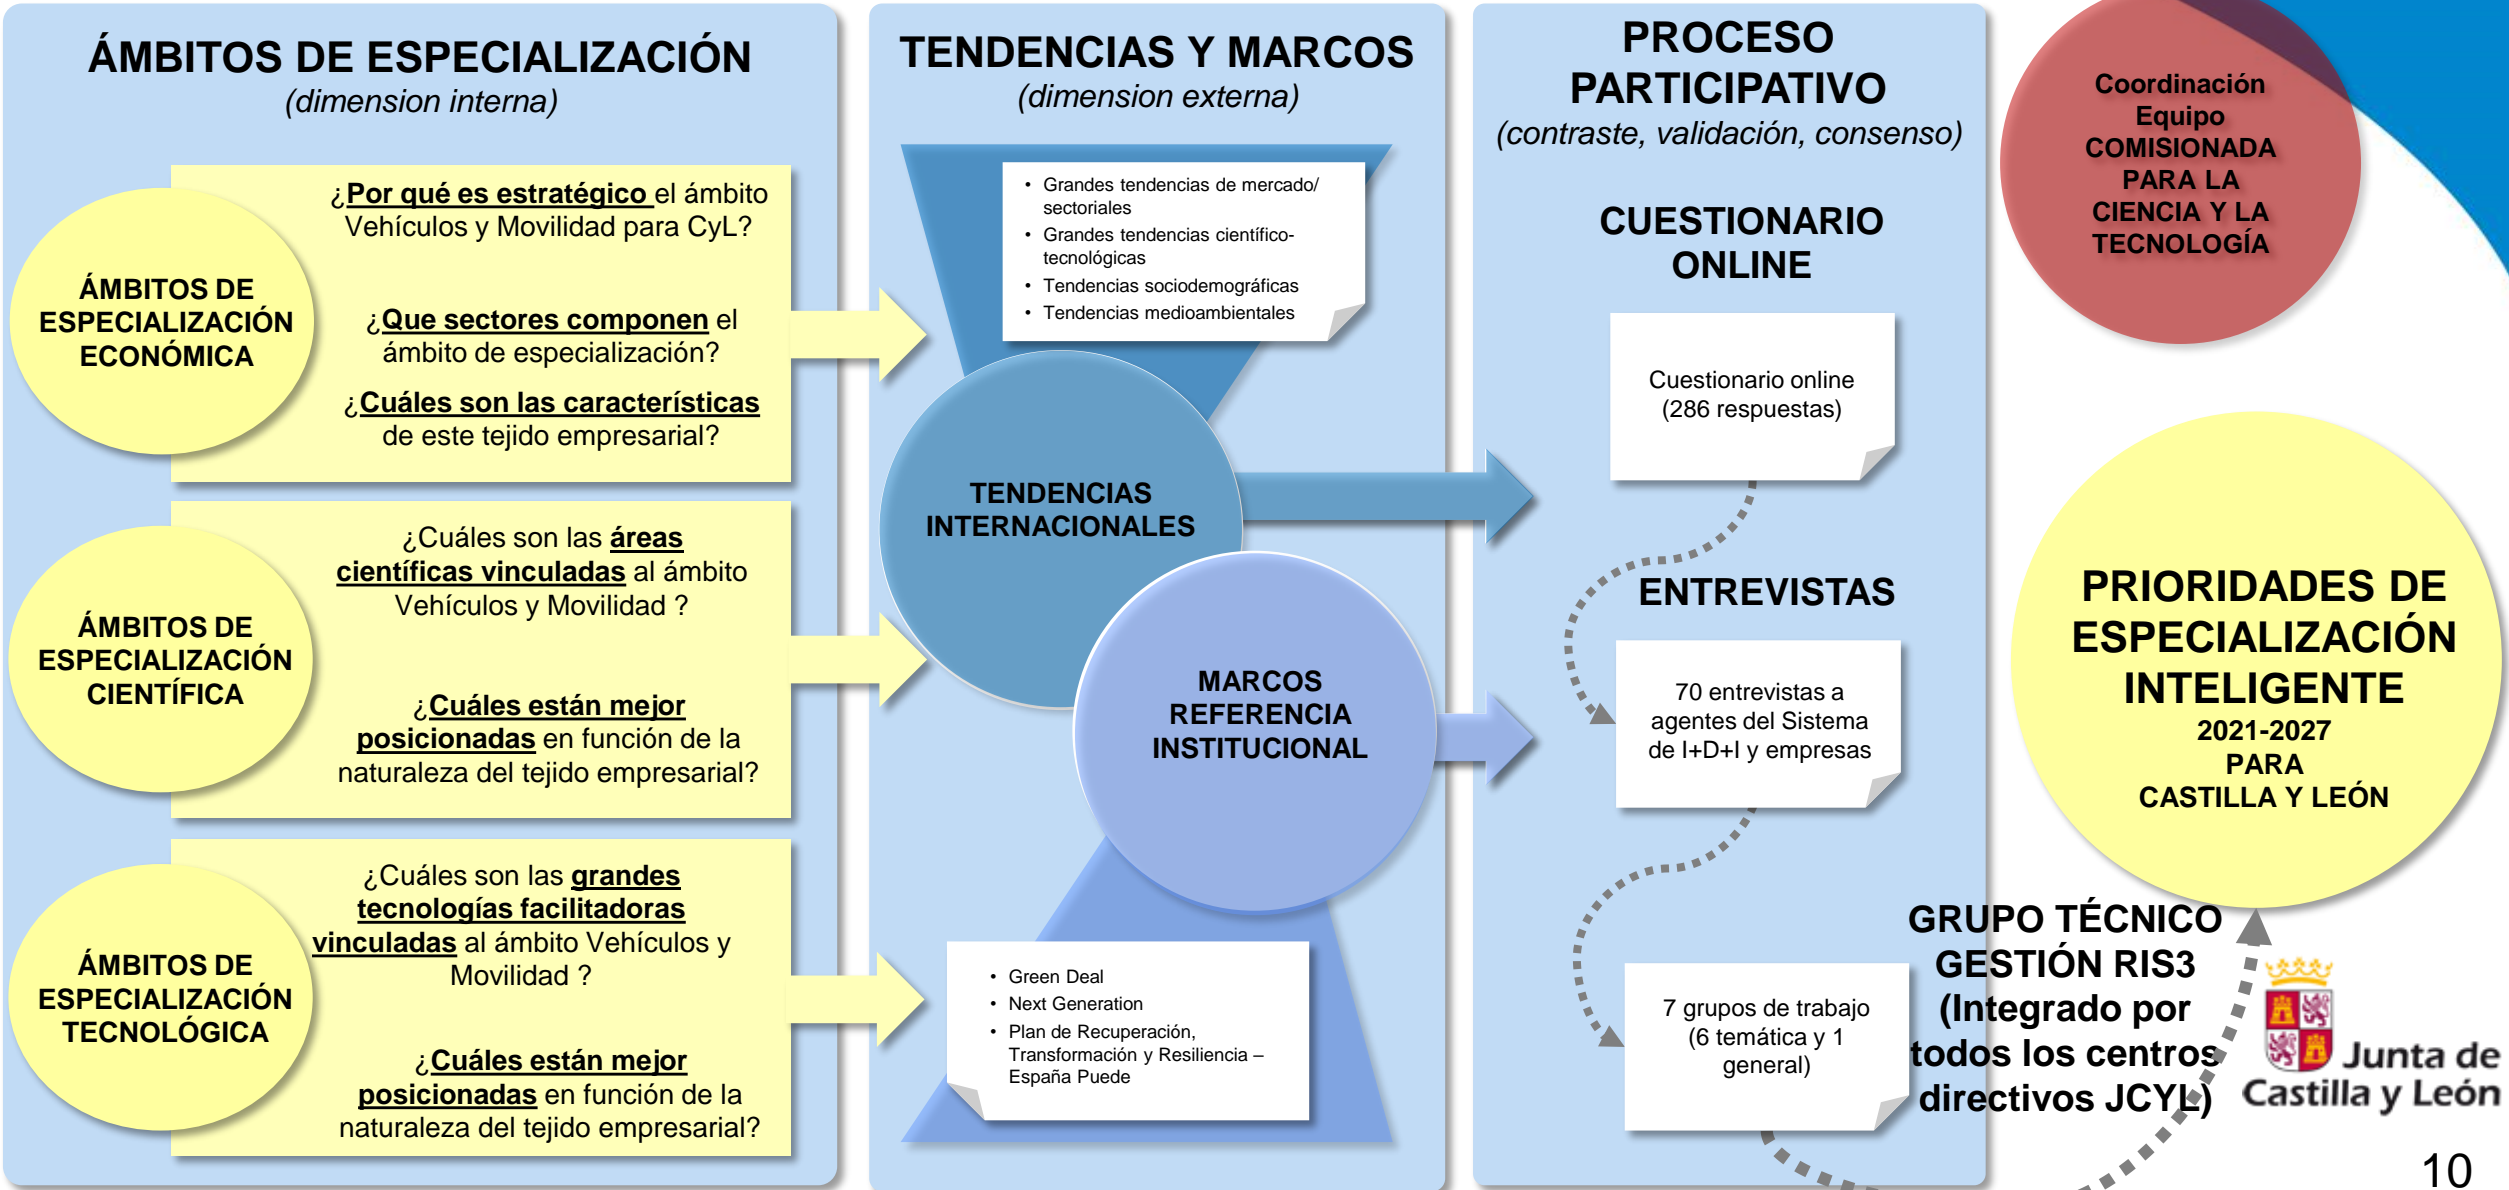 ÁMBITOS DE ESPECIALIZACIÓN
(dimension interna)
ÁMBITOS DE
ESPECIALIZACIÓN
ECONÓMICA
¿Por qué es estratégico el ámbito
Vehículos y Movilidad para CyL?
¿Que sectores componen el
ámbito de especialización?
¿Cuáles son las características
de este tejido empresarial?
ÁMBITOS DE
ESPECIALIZACIÓN
CIENTÍFICA
¿Cuáles son las áreas
científicas vinculadas al ámbito
Vehículos y Movilidad ?
¿Cuáles están mejor
posicionadas en función de la
naturaleza del tejido empresarial?
ÁMBITOS DE
ESPECIALIZACIÓN
TECNOLÓGICA
¿Cuáles son las grandes
tecnologías facilitadoras
vinculadas al ámbito Vehículos y
Movilidad ?
¿Cuáles están mejor
posicionadas en función de la
naturaleza del tejido empresarial?
TENDENCIAS Y MARCOS
(dimension externa)
• Grandes tendencias de mercado/
sectoriales
• Grandes tendencias científico-
tecnológicas
• Tendencias sociodemográficas
• Tendencias medioambientales
TENDENCIAS
INTERNACIONALES
MARCOS
REFERENCIA
INSTITUCIONAL
• Green Deal
• Next Generation
• Plan de Recuperación,
Transformación y Resiliencia –
España Puede
PROCESO
PARTICIPATIVO
(contraste, validación, consenso)
CUESTIONARIO
ONLINE
Cuestionario online
(286 respuestas)
ENTREVISTAS
70 entrevistas a
agentes del Sistema
de I+D+I y empresas
7 grupos de trabajo
(6 temática y 1
general)
Coordinación
Equipo
COMISIONADA
PARA LA
CIENCIA Y LA
TECNOLOGÍA
PRIORIDADES DE
ESPECIALIZACIÓN
INTELIGENTE
2021-2027
PARA
CASTILLA Y LEÓN
GRUPO TÉCNICO
GESTIÓN RIS3
(Integrado por
todos los centros
directivos JCYL)
Junta de
Castilla y León
10